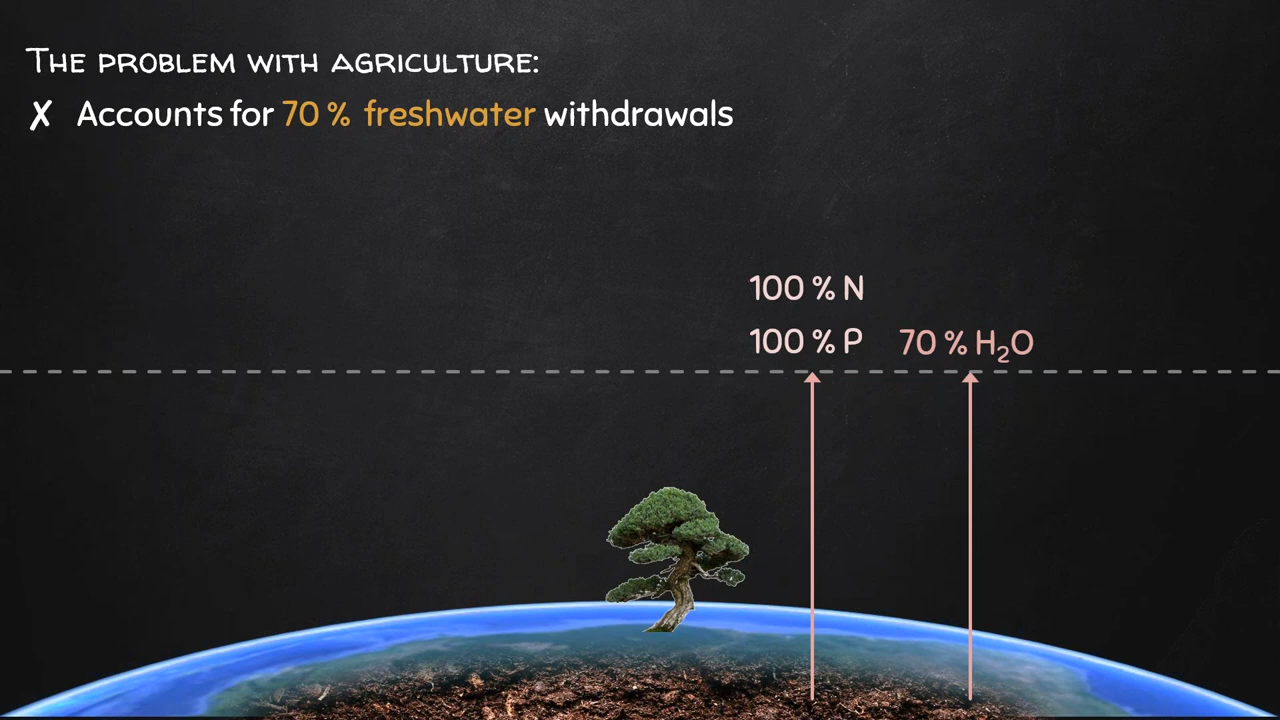 THE PROBLEM WITH AGRICULTURE:
✗ Accounts for 70 % freshwater withdrawals
100 % N
100 % P 70 % H₂O